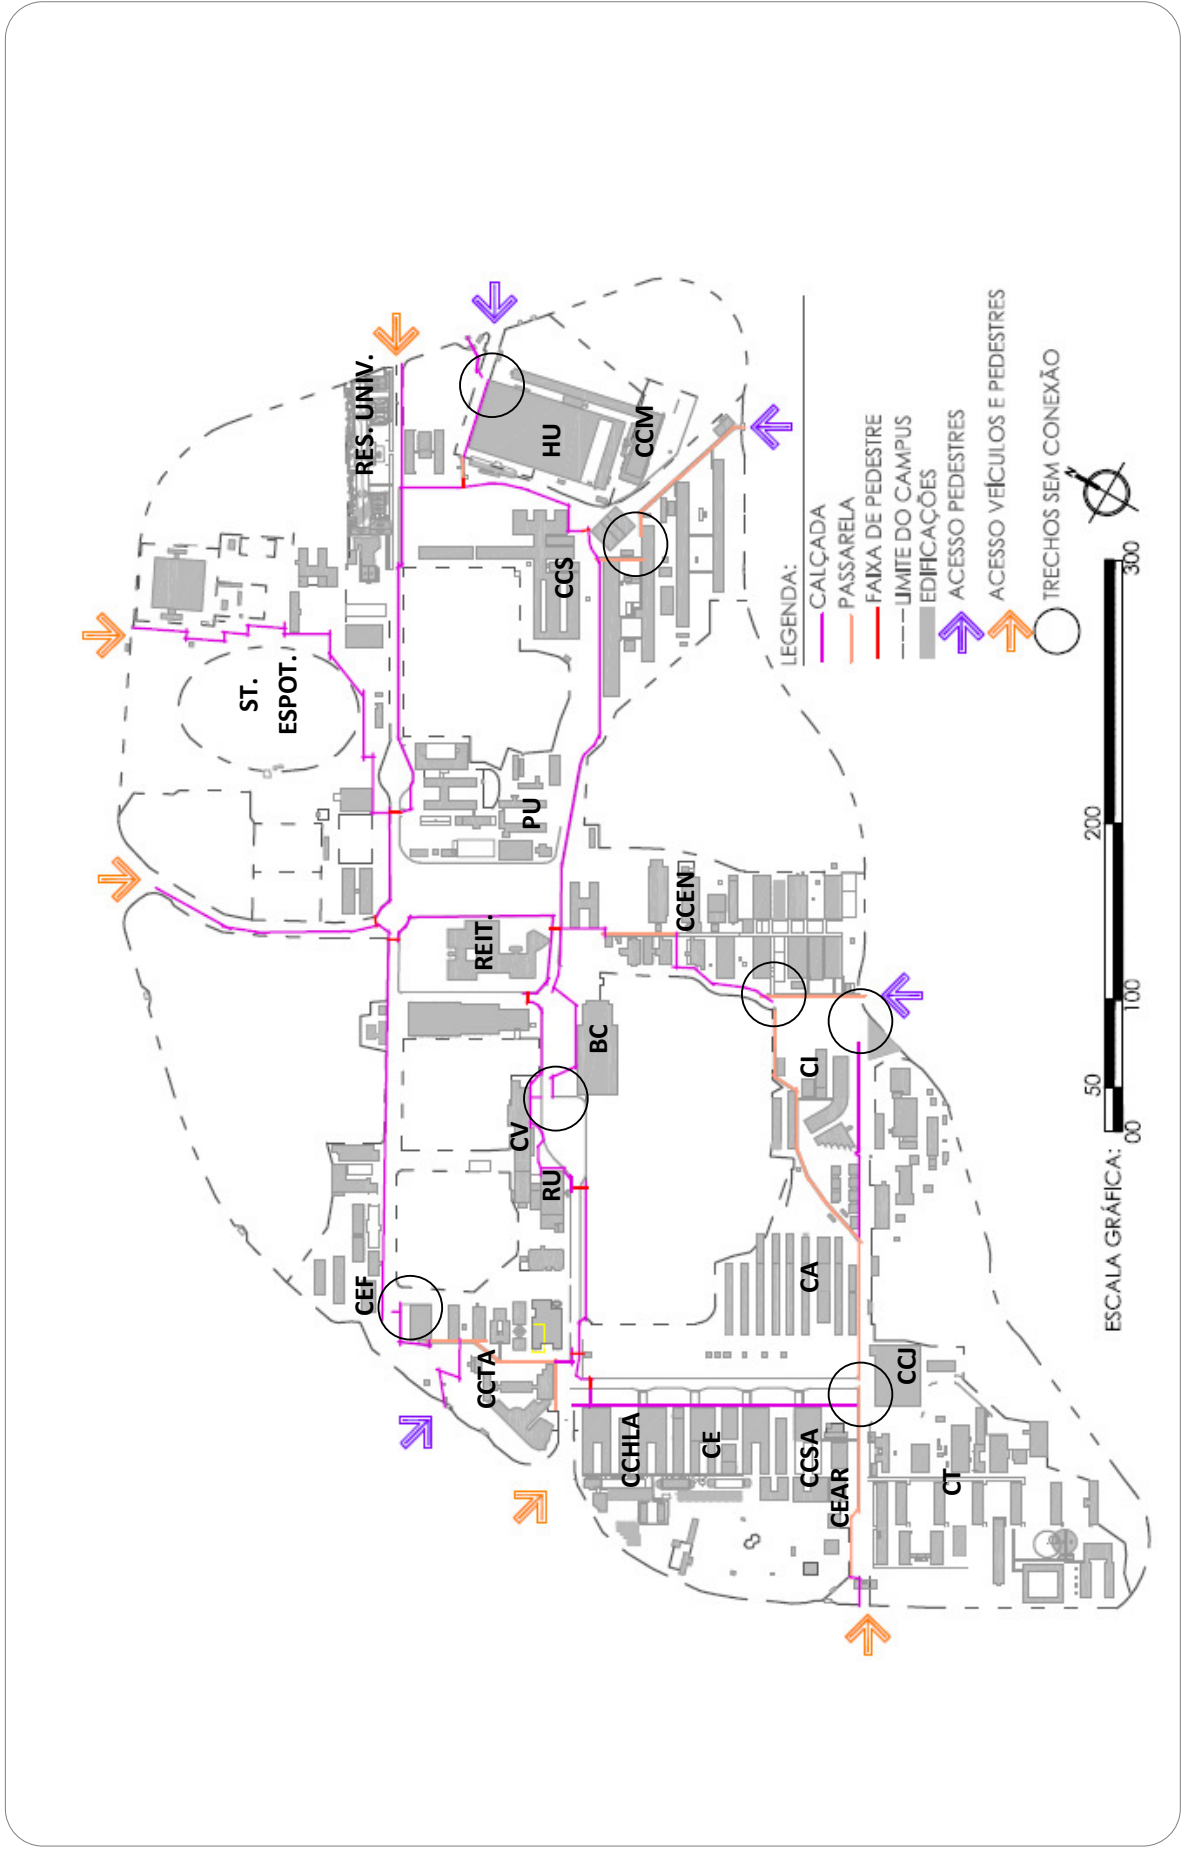 RES. UNIV.
ST.
ESPOT.
HU
CCM
CCS
PU
REIT.
CCEN
BC
CV
RU
CI
CEF
CCTA
CA
CCJ
CCHLA
CE
CCSA
CEAR
CT
LEGENDA:
CALÇADA
PASSARELA
FAIXA DE PEDESTRE
LIMITE DO CAMPUS
EDIFICAÇÕES
ACESSO PEDESTRES
ACESSO VEÍCULOS E PEDESTRES
TRECHOS SEM CONEXÃO
N
ESCALA GRÁFICA:
00 50 100 200 300